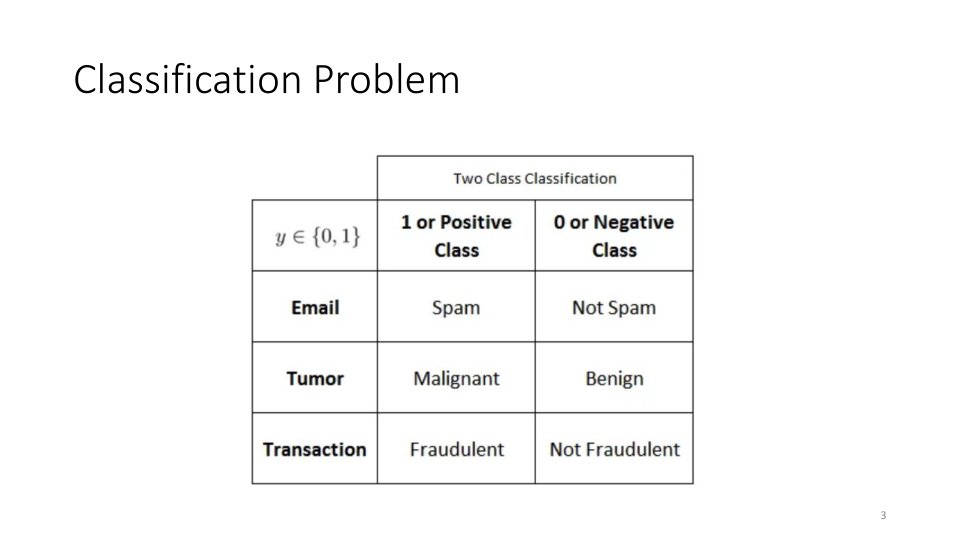 Classification Problem
Two Class Classification
y ∈ {0, 1}
1 or Positive
Class
0 or Negative
Class
Email
Spam
Not Spam
Tumor
Malignant
Benign
Transaction
Fraudulent
Not Fraudulent
3